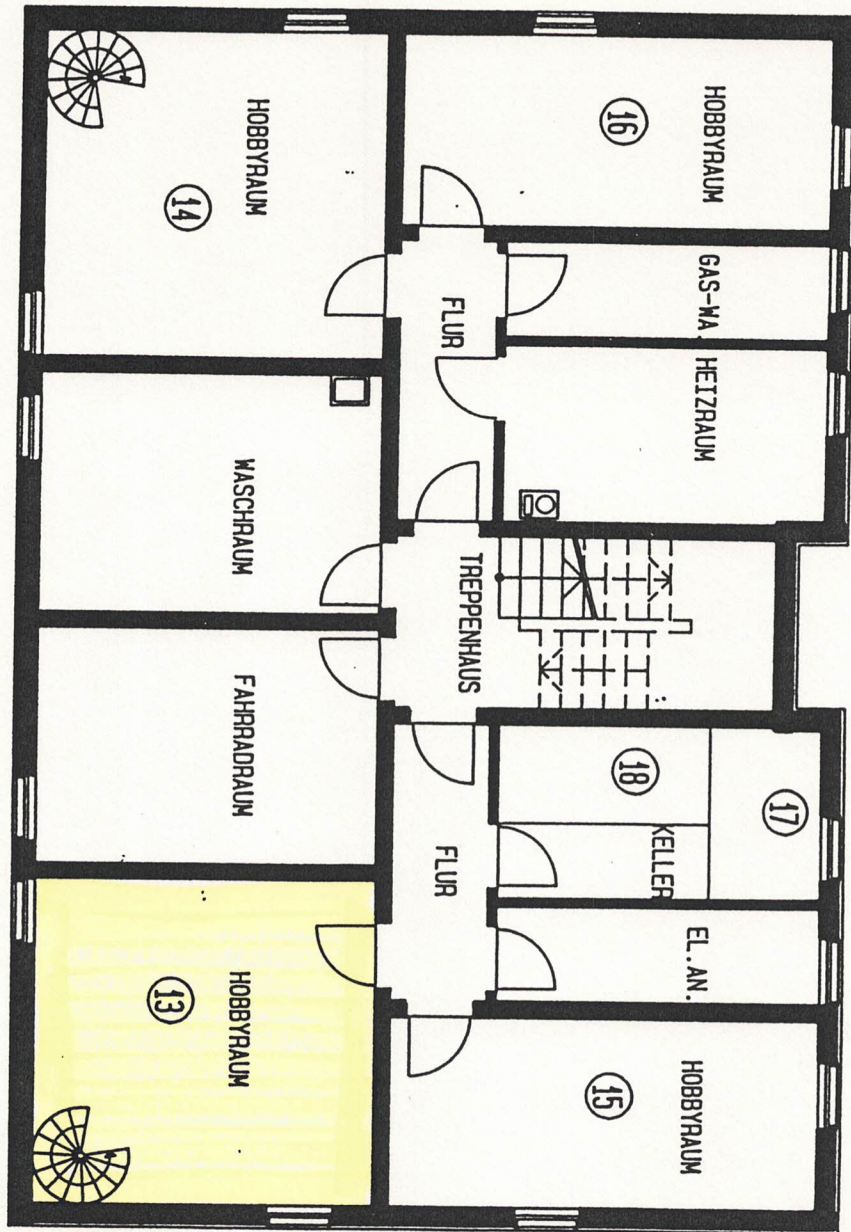 HOBBYRAUM
16
HOBBYRAUM
14
GAS-WA.
FLUR
HEIZRAUM
WASCHRAUM
TREPPENHAUS
FAHRRADRAUM
18
17
KELLER
FLUR
EL.AN.
HOBBYRAUM
13
HOBBYRAUM
15